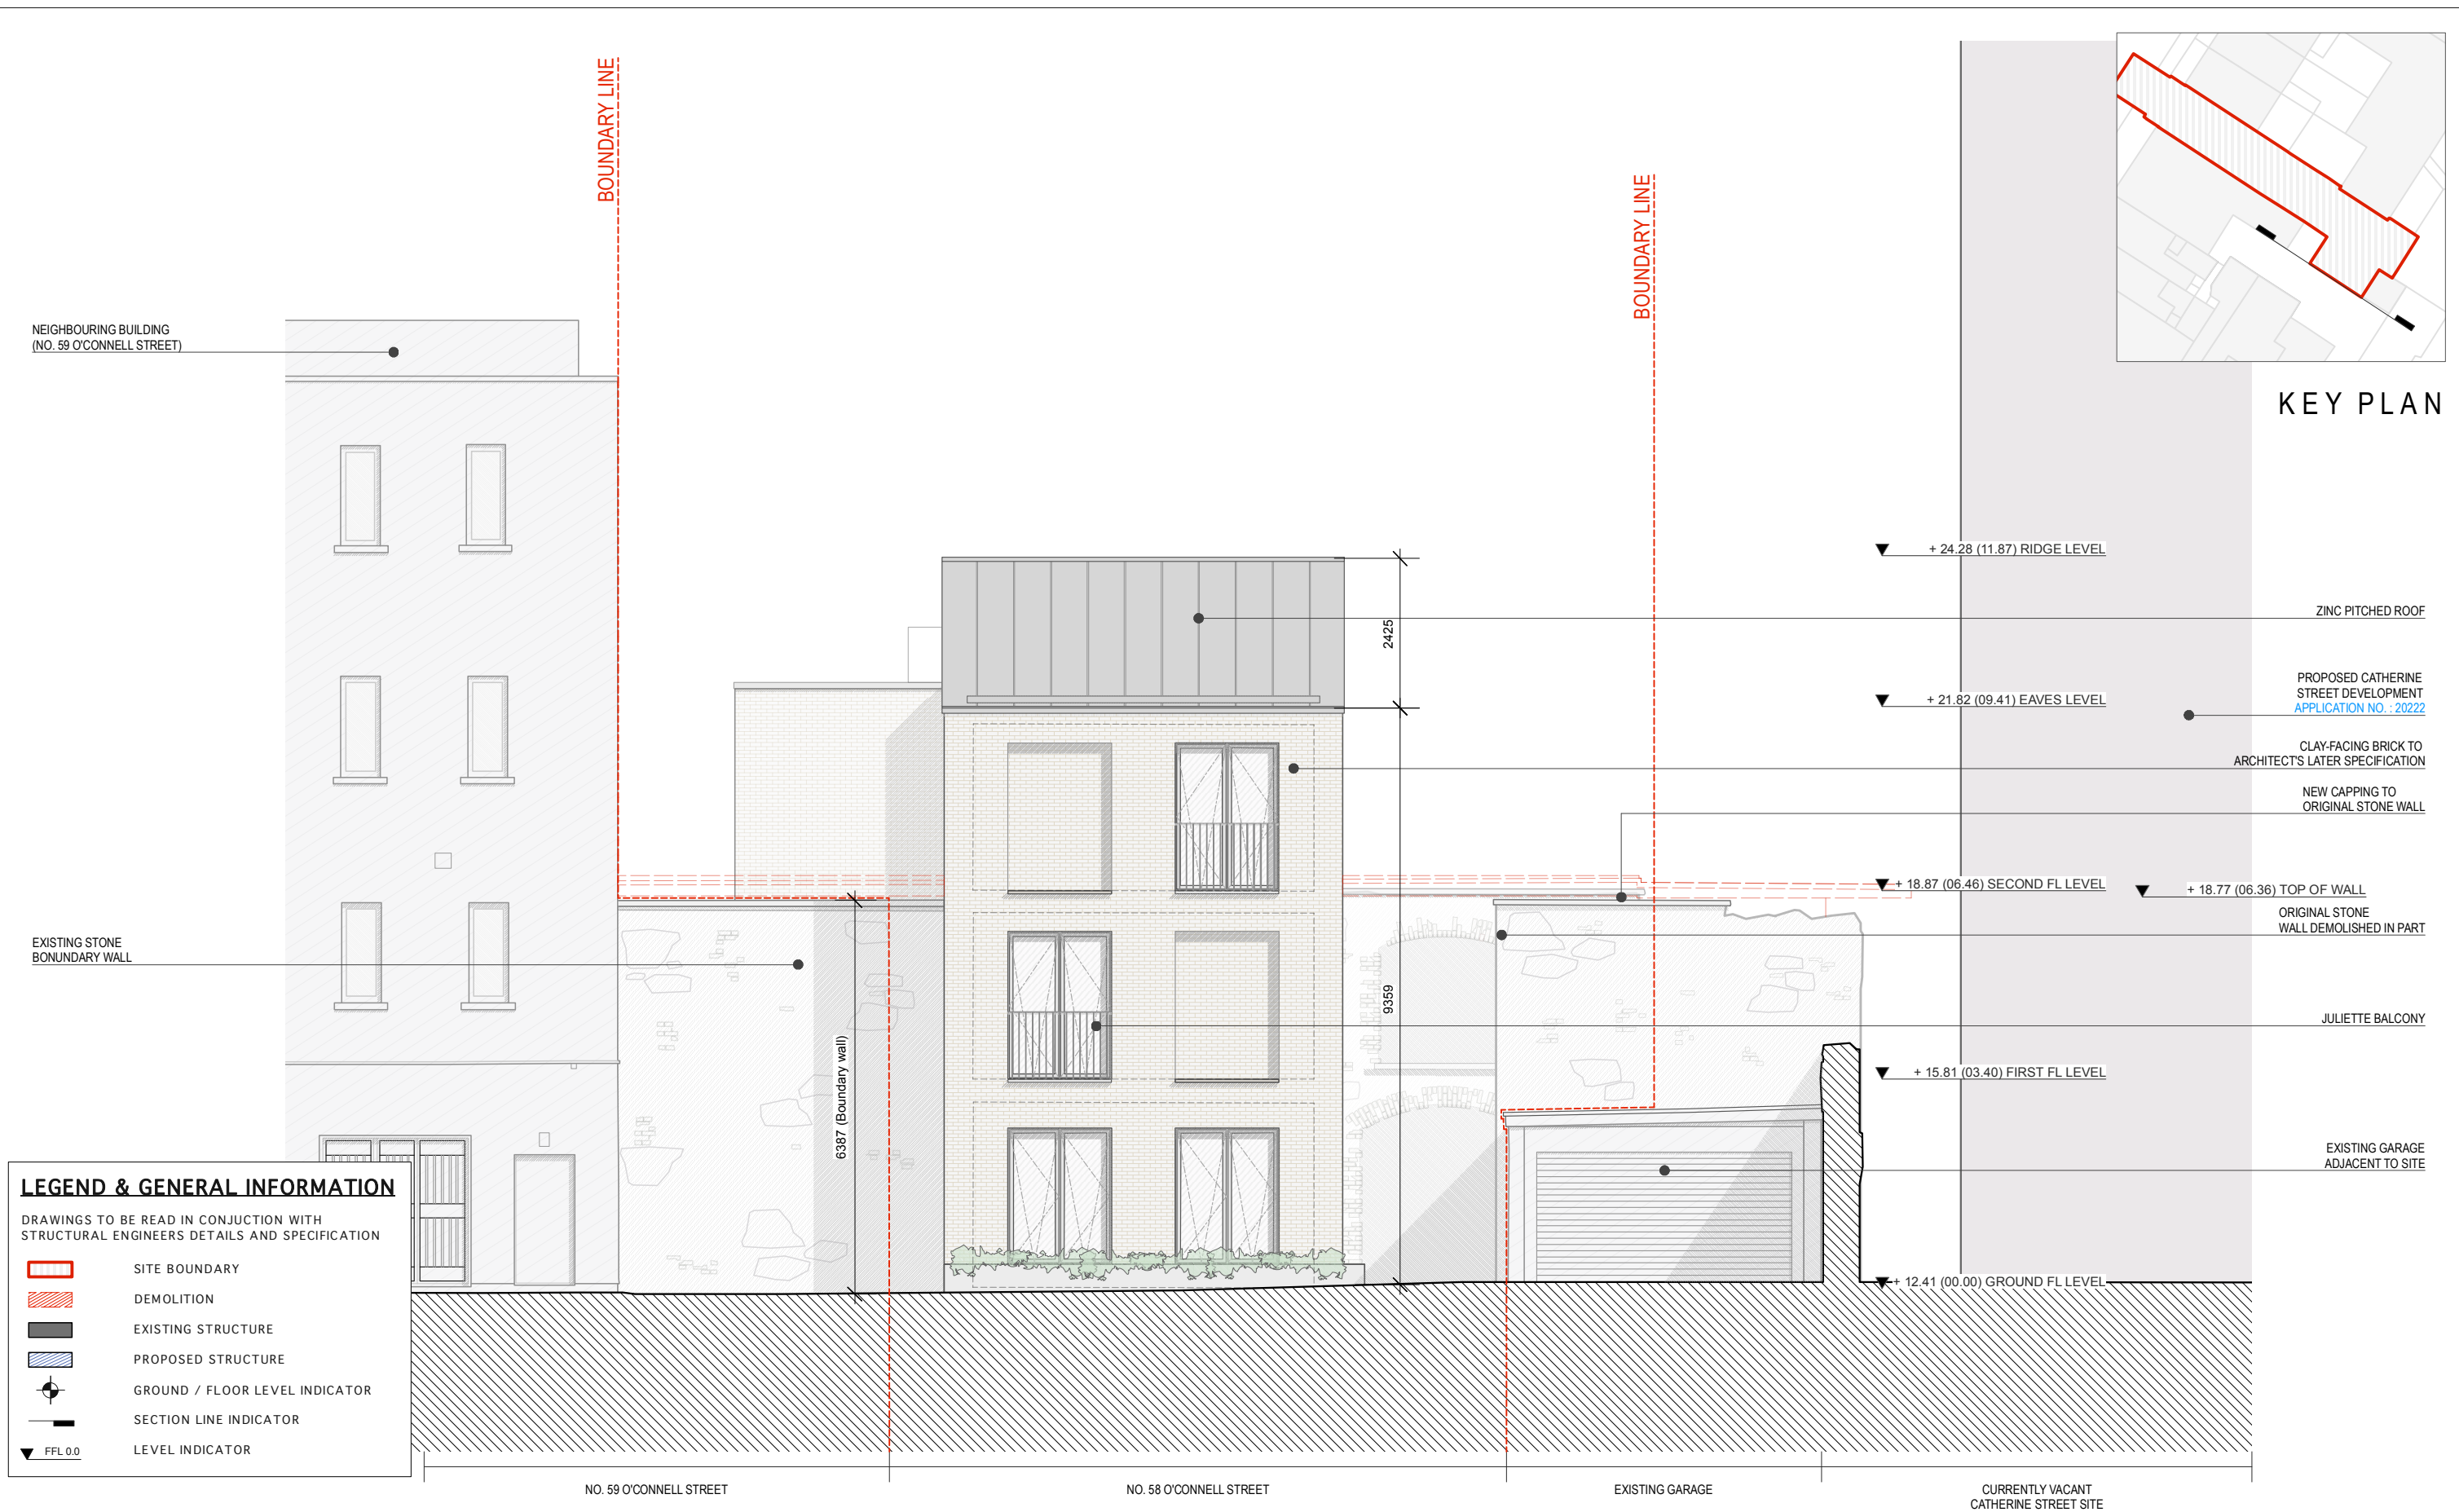 BOUNDARY LINE
BOUNDARY LINE
KEY PLAN
NEIGHBOURING BUILDING
(NO. 59 O'CONNELL STREET)
EXISTING STONE
BONUNDARY WALL
6387 (Boundary wall)
2425
9359
+ 24.28 (11.87) RIDGE LEVEL
ZINC PITCHED ROOF
PROPOSED CATHERINE
STREET DEVELOPMENT
APPLICATION NO. : 20222
+ 21.82 (09.41) EAVES LEVEL
CLAY-FACING BRICK TO
ARCHITECT'S LATER SPECIFICATION
NEW CAPPING TO
ORIGINAL STONE WALL
+ 18.87 (06.46) SECOND FL LEVEL
+ 18.77 (06.36) TOP OF WALL
ORIGINAL STONE
WALL DEMOLISHED IN PART
JULIETTE BALCONY
+ 15.81 (03.40) FIRST FL LEVEL
EXISTING GARAGE
ADJACENT TO SITE
+ 12.41 (00.00) GROUND FL LEVEL
LEGEND & GENERAL INFORMATION
DRAWINGS TO BE READ IN CONJUCTION WITH
STRUCTURAL ENGINEERS DETAILS AND SPECIFICATION
SITE BOUNDARY
DEMOLITION
EXISTING STRUCTURE
PROPOSED STRUCTURE
GROUND / FLOOR LEVEL INDICATOR
SECTION LINE INDICATOR
FFL 0.0 LEVEL INDICATOR
NO. 59 O'CONNELL STREET
NO. 58 O'CONNELL STREET
EXISTING GARAGE
CURRENTLY VACANT
CATHERINE STREET SITE